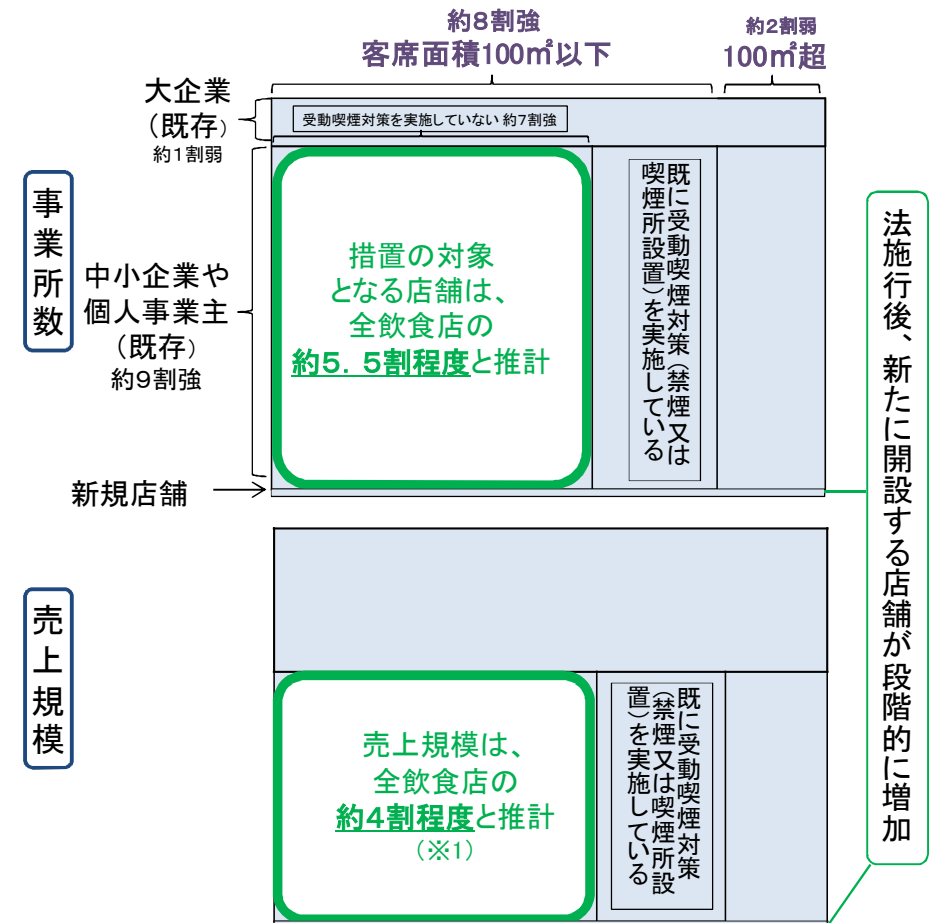 約8割強
客席面積100㎡以下
約2割弱
100㎡超
大企業
（既存）
約1割弱
受動喫煙対策を実施していない 約7割強
事業所数
中小企業や
個人事業主
（既存）
約9割強
措置の対象
となる店舗は、
全飲食店の
約5．5割程度と推計
既に受動喫煙対策（禁煙又は
喫煙所設置）を実施している
新規店舗
法施行後、新たに開設する店舗が段階的に増加
売上規模
売上規模は、
全飲食店の
約4割程度と推計
（※1）
既に受動喫煙対策
（禁煙又は喫煙所設
置）を実施している